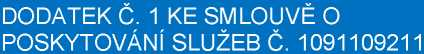 DODATEK Č. 1 KE SMLOUVĚ O
POSKYTOVÁNÍ SLUŽEB Č. 1091109211